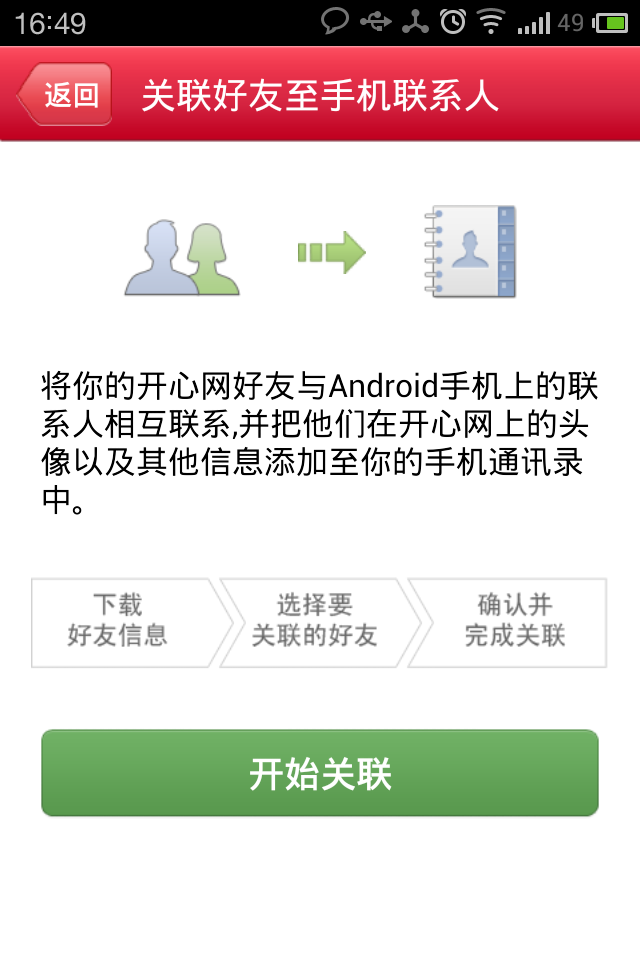 16:49
49
返回
关联好友至手机联系人
将你的开心网好友与Android手机上的联
系人相互联系,并把他们在开心网上的头
像以及其他信息添加至你的手机通讯录
中。
下载
好友信息
选择要
关联的好友
确认并
完成关联
开始关联